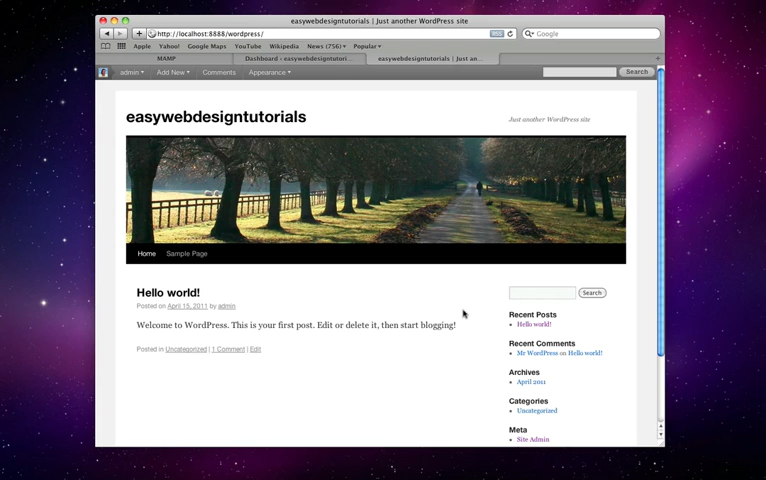 easywebdesigntutorials | Just another WordPress site
http://localhost:8888/wordpress/
RSS
Google
Apple Yahoo! Google Maps YouTube Wikipedia News (756) Popular
MAMP
Dashboard ‹ easywebdesigntutori...
easywebdesigntutorials | Just an...
admin Add New Comments Appearance
Search
easywebdesigntutorials
Just another WordPress site
Home Sample Page
Hello world!
Posted on April 15, 2011 by admin
Welcome to WordPress. This is your first post. Edit or delete it, then start blogging!
Posted in Uncategorized | 1 Comment | Edit
Search
Recent Posts
Hello world!
Recent Comments
Mr WordPress on Hello world!
Archives
April 2011
Categories
Uncategorized
Meta
Site Admin